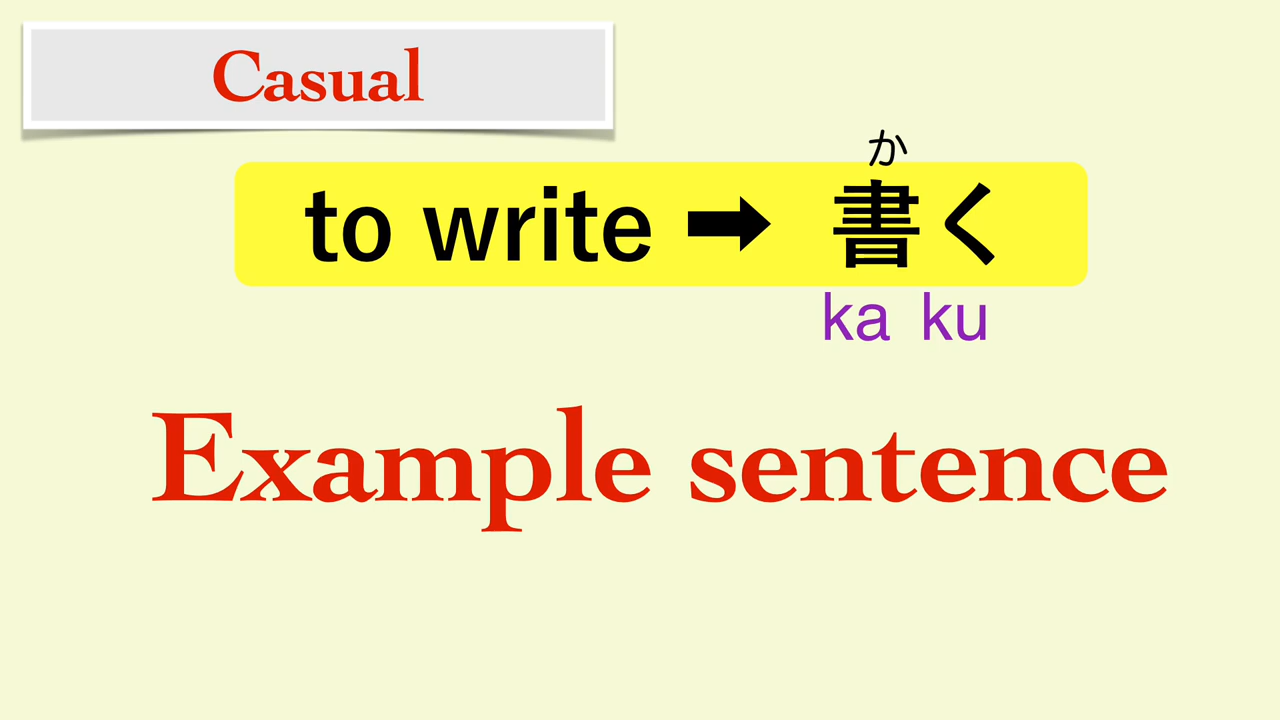 Casual
か
to write ➡ 書く
ka ku
Example sentence